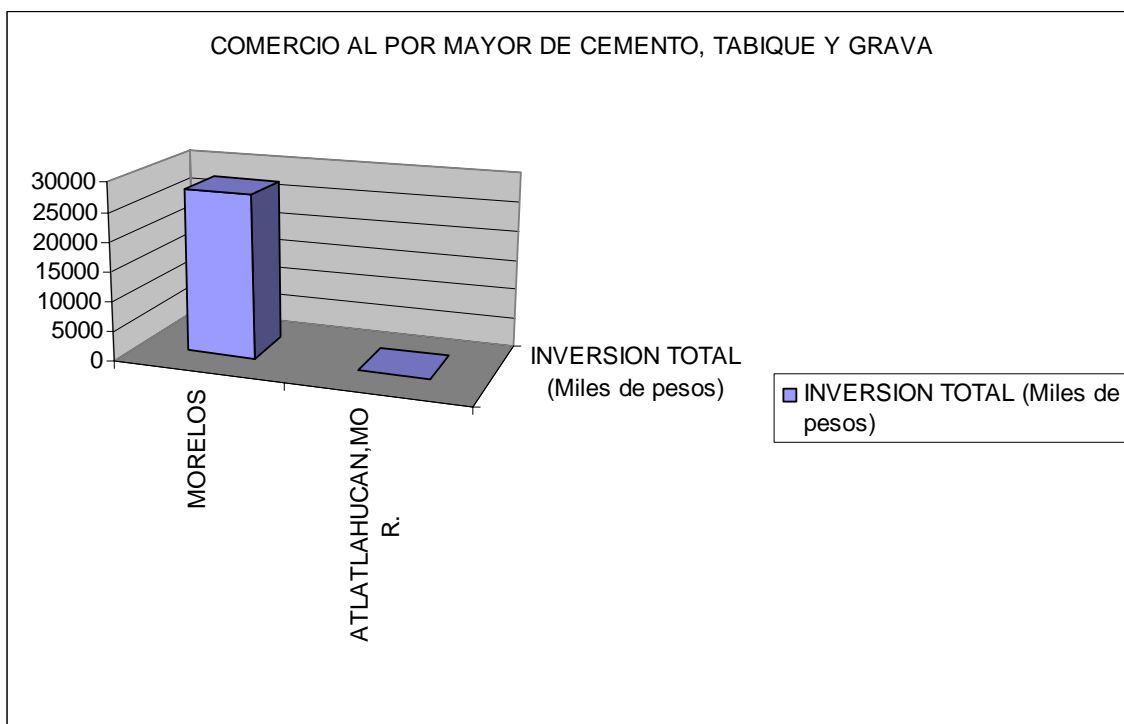 COMERCIO AL POR MAYOR DE CEMENTO, TABIQUE Y GRAVA
30000
25000
20000
15000
10000
5000
0
MORELOS
ATLATLAHUCAN,MO
R.
INVERSION TOTAL
(Miles de pesos)
INVERSION TOTAL (Miles de
pesos)